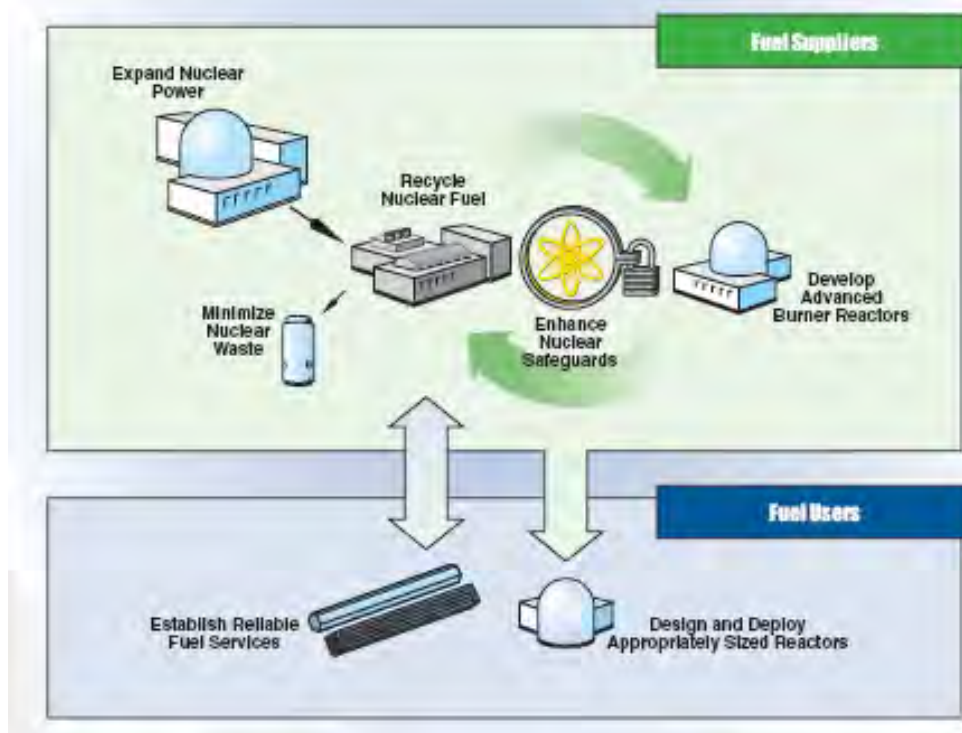 Fuel Suppliers
Expand Nuclear
Power
Recycle
Nuclear Fuel
Develop
Advanced
Burner Reactors
Minimize
Nuclear
Waste
Enhance
Nuclear
Safeguards
Fuel Users
Establish Reliable
Fuel Services
Design and Deploy
Appropriately Sized Reactors